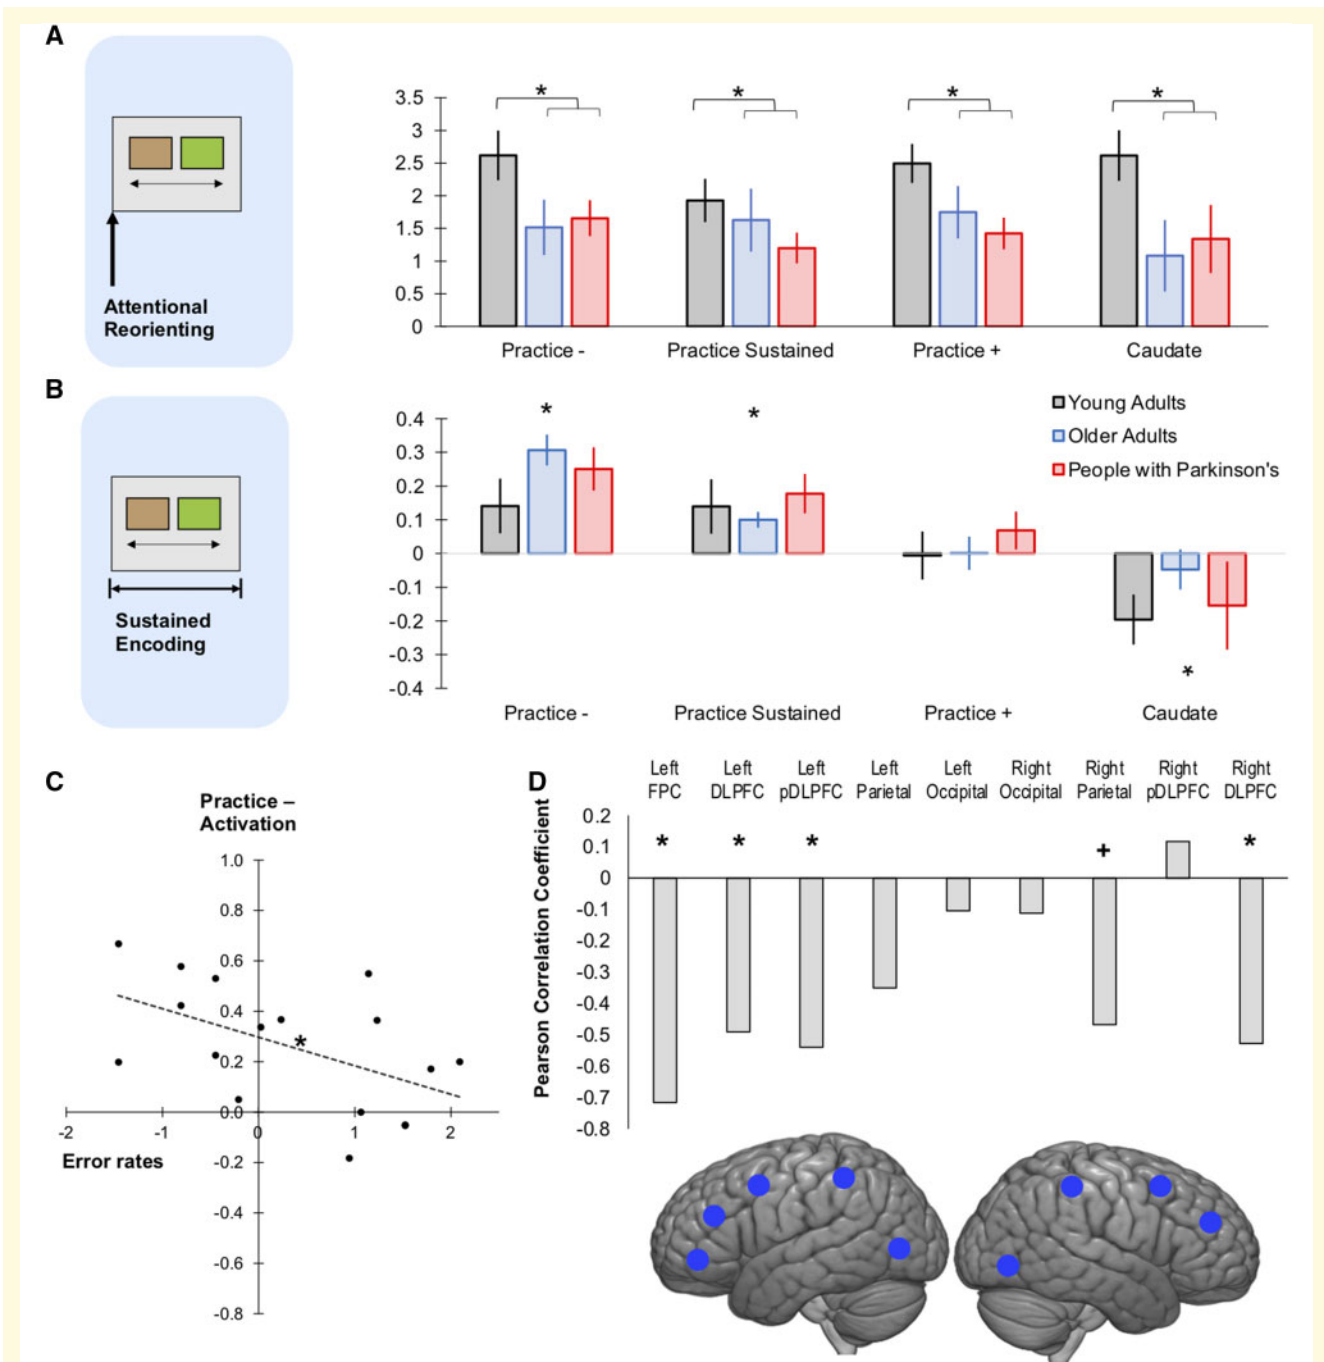 A
Attentional
Reorienting
*
*
*
*
3.5
3
2.5
2
1.5
1
0.5
0
Practice -
Practice Sustained
Practice +
Caudate
B
Sustained
Encoding
*
*
*
Young Adults
Older Adults
People with Parkinson's
0.4
0.3
0.2
0.1
0
-0.1
-0.2
-0.3
-0.4
Practice -
Practice Sustained
Practice +
Caudate
C
Practice –
Activation
1.0
0.8
0.6
0.4
0.2
0.0
-0.2
-0.4
-0.6
-0.8
-2
-1
0
1
2
*
Error rates
D
Pearson Correlation Coefficient
Left
FPC
Left
DLPFC
Left
pDLPFC
Left
Parietal
Left
Occipital
Right
Occipital
Right
Parietal
Right
pDLPFC
Right
DLPFC
0.2
0.1
0
-0.1
-0.2
-0.3
-0.4
-0.5
-0.6
-0.7
-0.8
*
*
*
+
*